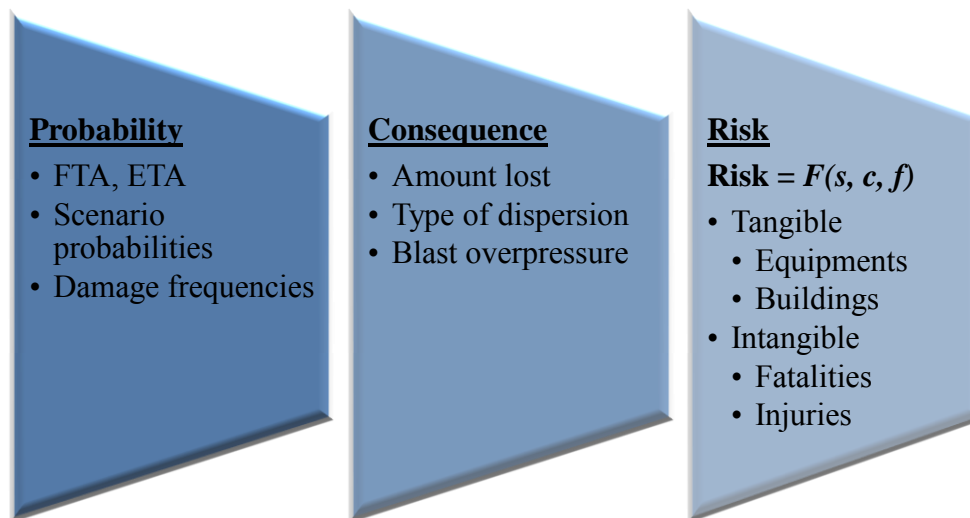 Probability
• FTA, ETA
• Scenario
probabilities
• Damage frequencies
Consequence
• Amount lost
• Type of dispersion
• Blast overpressure
Risk
Risk = F(s, c, f)
• Tangible
• Equipments
• Buildings
• Intangible
• Fatalities
• Injuries